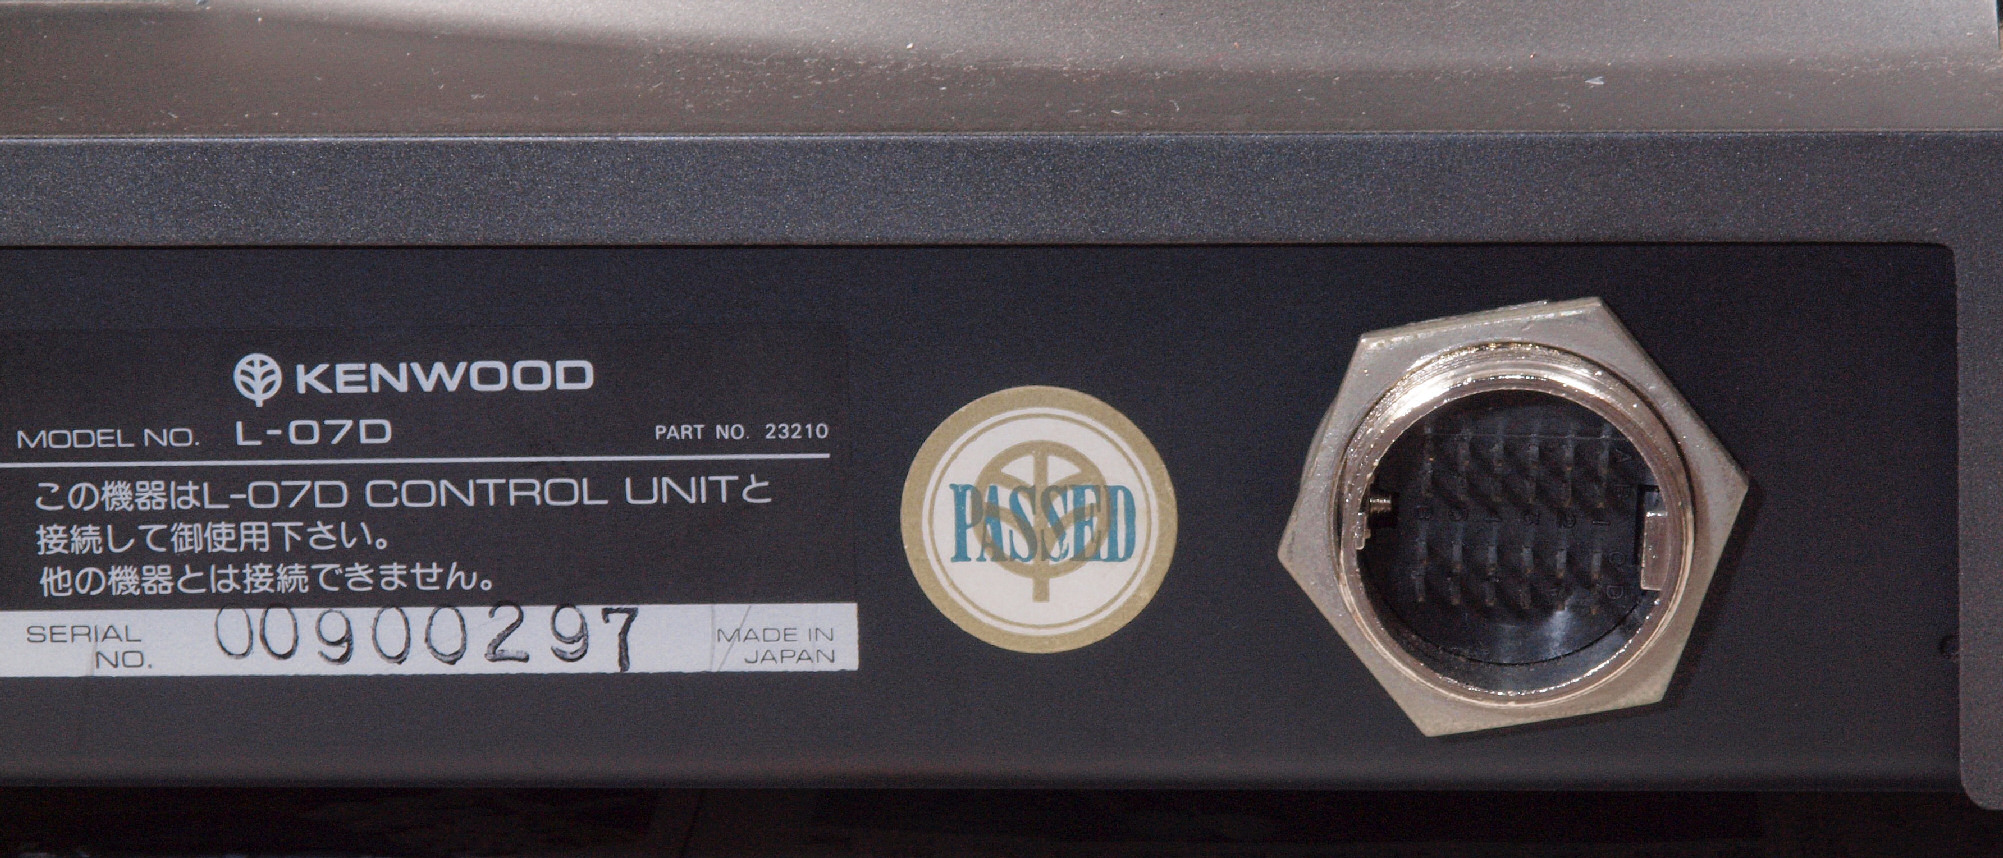 KENWOOD
MODEL NO. L-07D
PART NO. 23210
この機器はL-07D CONTROL UNITと
接続して御使用下さい。
他の機器とは接続できません。
SERIAL NO. 00900297
MADE IN JAPAN
PASSED